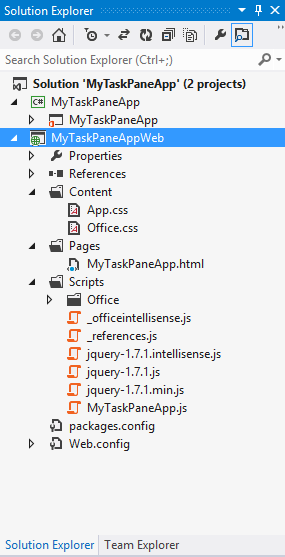 Solution Explorer
Search Solution Explorer (Ctrl+;)
Solution 'MyTaskPaneApp' (2 projects)
C# MyTaskPaneApp
MyTaskPaneApp
MyTaskPaneAppWeb
Properties
References
Content
App.css
Office.css
Pages
MyTaskPaneApp.html
Scripts
Office
_officeintellisense.js
_references.js
jquery-1.7.1.intellisense.js
jquery-1.7.1.js
jquery-1.7.1.min.js
MyTaskPaneApp.js
packages.config
Web.config
Solution Explorer Team Explorer